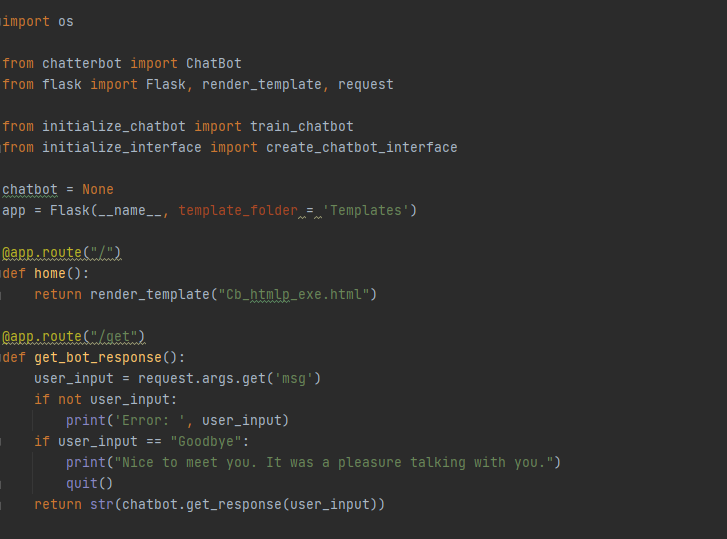 import os
from chatterbot import ChatBot
from flask import Flask, render_template, request
from initialize_chatbot import train_chatbot
from initialize_interface import create_chatbot_interface
chatbot = None
app = Flask(__name__, template_folder = 'Templates')
@app.route("/")
def home():
    return render_template("Cb_htmlp_exe.html")
@app.route("/get")
def get_bot_response():
    user_input = request.args.get('msg')
    if not user_input:
        print('Error: ', user_input)
    if user_input == "Goodbye":
        print("Nice to meet you. It was a pleasure talking with you.")
        quit()
    return str(chatbot.get_response(user_input))